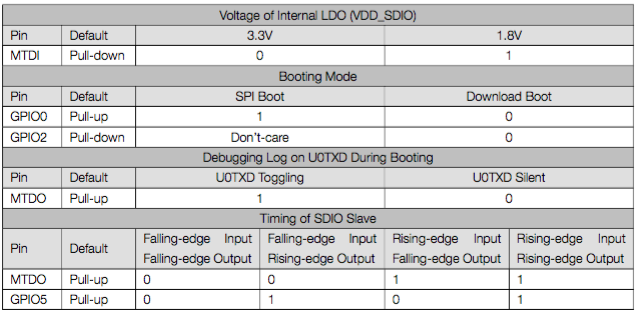 Voltage of Internal LDO (VDD_SDIO)
Pin Default 3.3V 1.8V
MTDI Pull-down 0 1
Booting Mode
Pin Default SPI Boot Download Boot
GPIO0 Pull-up 1 0
GPIO2 Pull-down Don't-care 0
Debugging Log on U0TXD During Booting
Pin Default U0TXD Toggling U0TXD Silent
MTDO Pull-up 1 0
Timing of SDIO Slave
Pin Default Falling-edge Input Falling-edge Input Rising-edge Input Rising-edge Input
Falling-edge Output Rising-edge Output Falling-edge Output Rising-edge Output
MTDO Pull-up 0 0 1 1
GPIO5 Pull-up 0 1 0 1